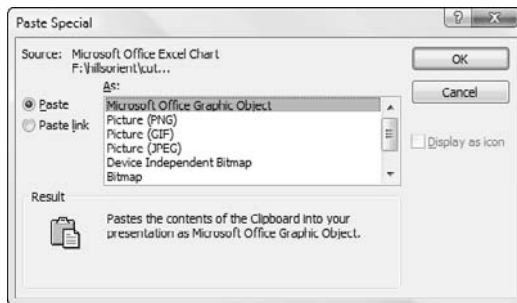 Paste Special
Source: Microsoft Office Excel Chart
F:\hillsorient\cut...
As:
Paste
Paste link
Microsoft Office Graphic Object
Picture (PNG)
Picture (GIF)
Picture (JPEG)
Device Independent Bitmap
Bitmap
OK
Cancel
Display as icon
Result
Pastes the contents of the Clipboard into your
presentation as Microsoft Office Graphic Object.